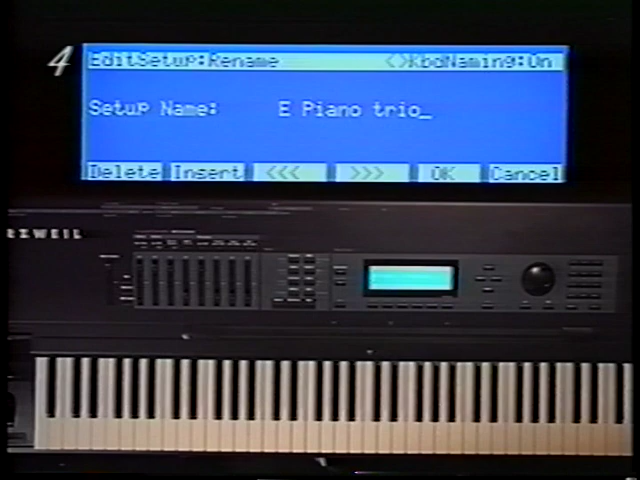 4
EditSetup:Rename <>KbdNaming:On
Setup Name: E Piano trio_
Delete Insert <<< >>> OK Cancel
RZWEIL